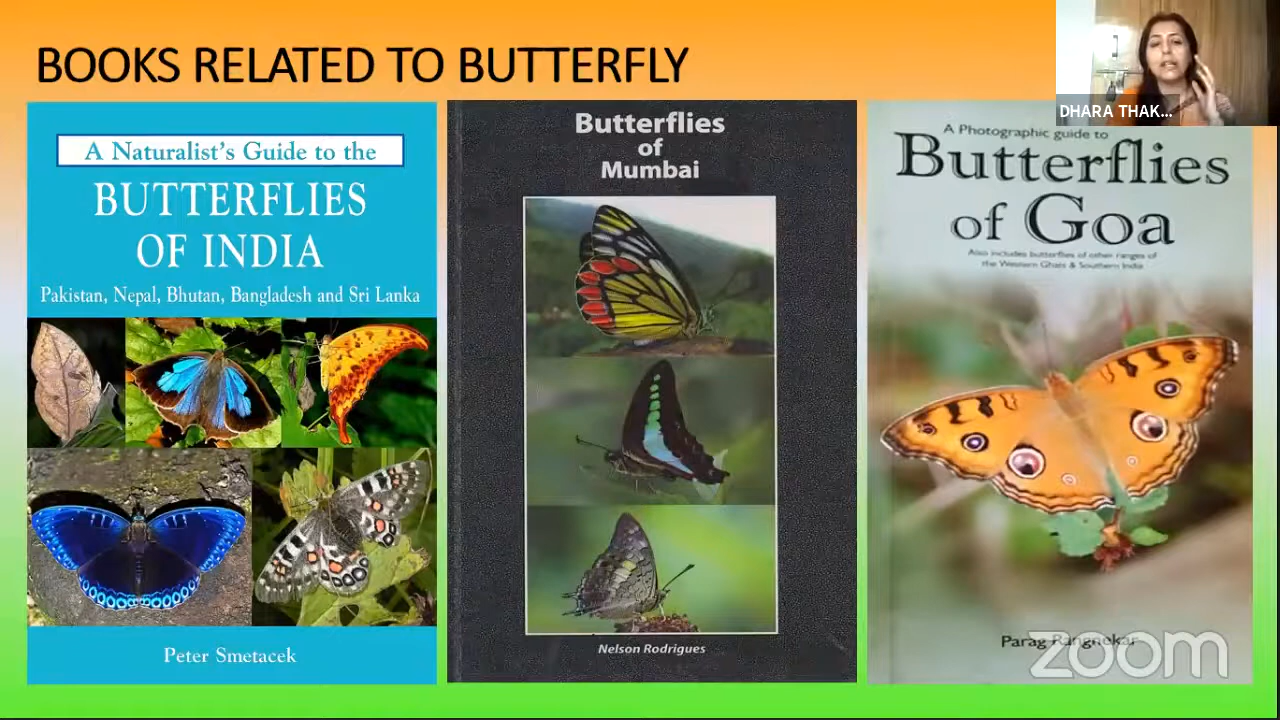 BOOKS RELATED TO BUTTERFLY
DHARA THAK...
A Naturalist's Guide to the
BUTTERFLIES
OF INDIA
Pakistan, Nepal, Bhutan, Bangladesh and Sri Lanka
Peter Smetacek
Butterflies
of
Mumbai
Nelson Rodrigues
A Photographic guide to
Butterflies
of Goa
Also includes butterflies of other ranges of
the Western Ghats & Southern India
Parag Rangnekar
zoom